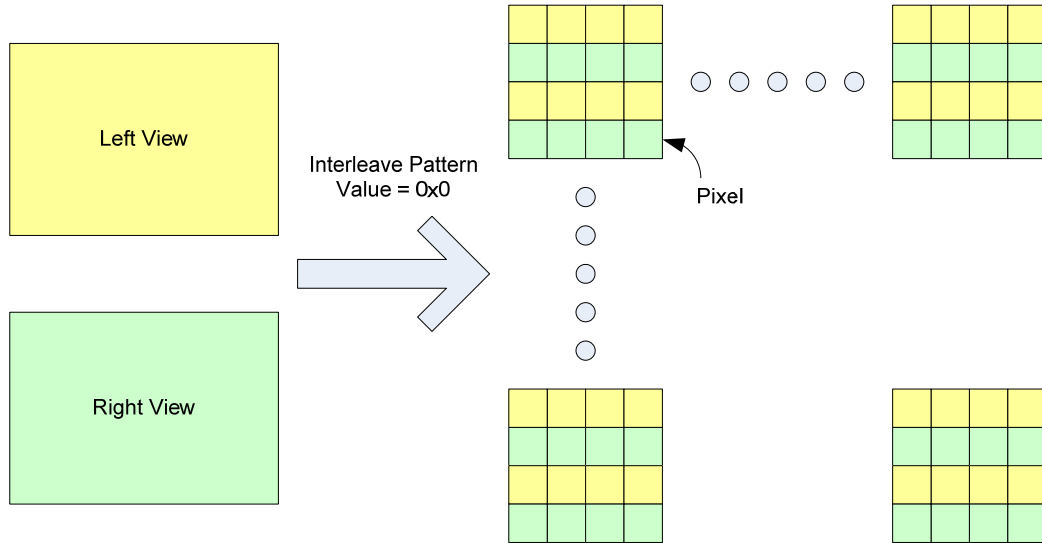 Left View
Interleave Pattern
Value = 0x0
Pixel
Right View